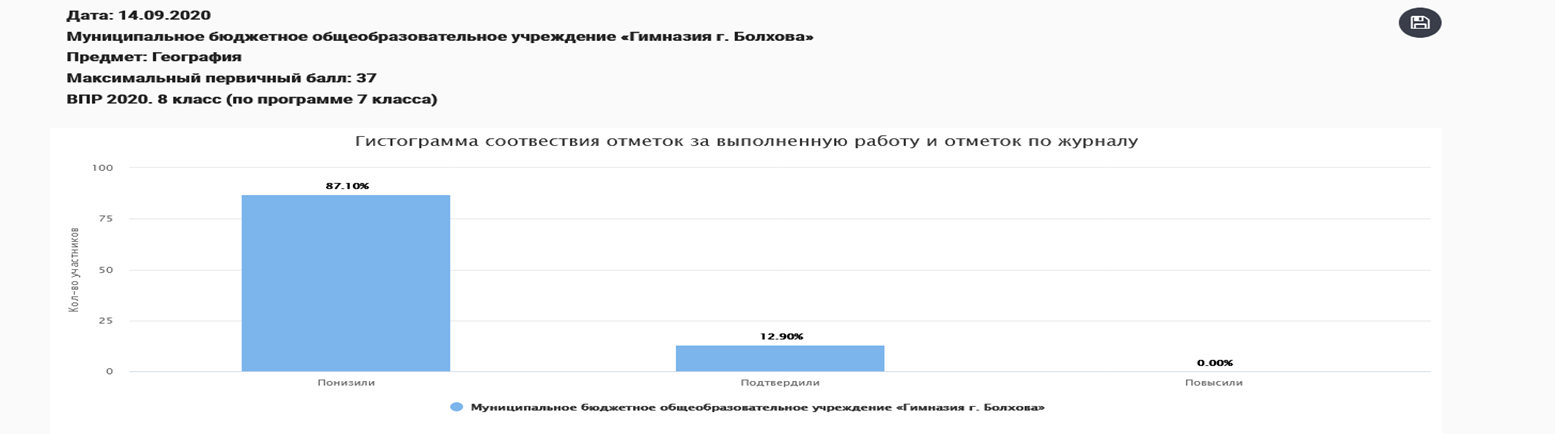 Дата: 14.09.2020
Муниципальное бюджетное общеобразовательное учреждение «Гимназия г. Болхова»
Предмет: География
Максимальный первичный балл: 37
ВПР 2020. 8 класс (по программе 7 класса)
Гистограмма соотвествия отметок за выполненную работу и отметок по журналу
100
87.10%
75
Кол-во участников
50
25
12.90%
0.00%
0
Понизили
Подтвердили
Повысили
Муниципальное бюджетное общеобразовательное учреждение «Гимназия г. Болхова»